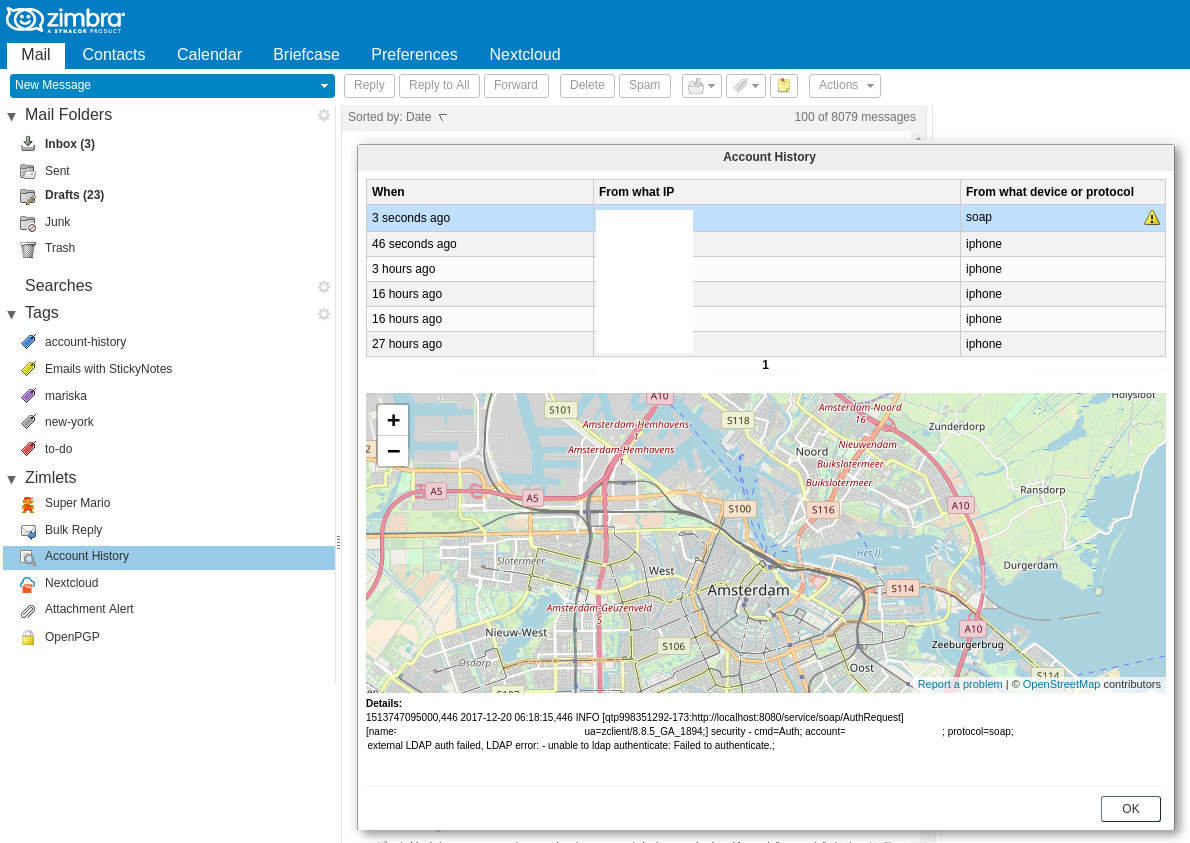 zimbra
A SYNACOR PRODUCT
Mail Contacts Calendar Briefcase Preferences Nextcloud
New Message
Reply Reply to All Forward Delete Spam Actions
Mail Folders
Inbox (3)
Sent
Drafts (23)
Junk
Trash
Searches
Tags
account-history
Emails with StickyNotes
mariska
new-york
to-do
Zimlets
Super Mario
Bulk Reply
Account History
Nextcloud
Attachment Alert
OpenPGP
Sorted by: Date 100 of 8079 messages
Account History
When From what IP From what device or protocol
3 seconds ago soap
46 seconds ago iphone
3 hours ago iphone
16 hours ago iphone
16 hours ago iphone
27 hours ago iphone
1
+
−
A10
Holysloot
S101
Amsterdam-Noord
16
S118
Amsterdam-Hemhavens
1
Zunderdorp
Nieuwendam
Amsterdam-Hemhavens
1
Noord
Buikslotermeer
Buikslotermeer
A5
A5
Ransdorp
A10
S100
S116
Het IJ
Slotermeer
Durgerdam
West
Amsterdam
S114
Amsterdam-Geuzenveld
5
Nieuw-West
A10
Zeeburgerbrug
S106
Osdorp
Oost
S114
S107
Report a problem | © OpenStreetMap contributors
Details:
1513747095000,446 2017-12-20 06:18:15,446 INFO [qtp998351292-173:http://localhost:8080/service/soap/AuthRequest]
[name= ua=zclient/8.8.5_GA_1894;] security - cmd=Auth; account= ; protocol=soap;
external LDAP auth failed, LDAP error: - unable to ldap authenticate: Failed to authenticate.;
OK